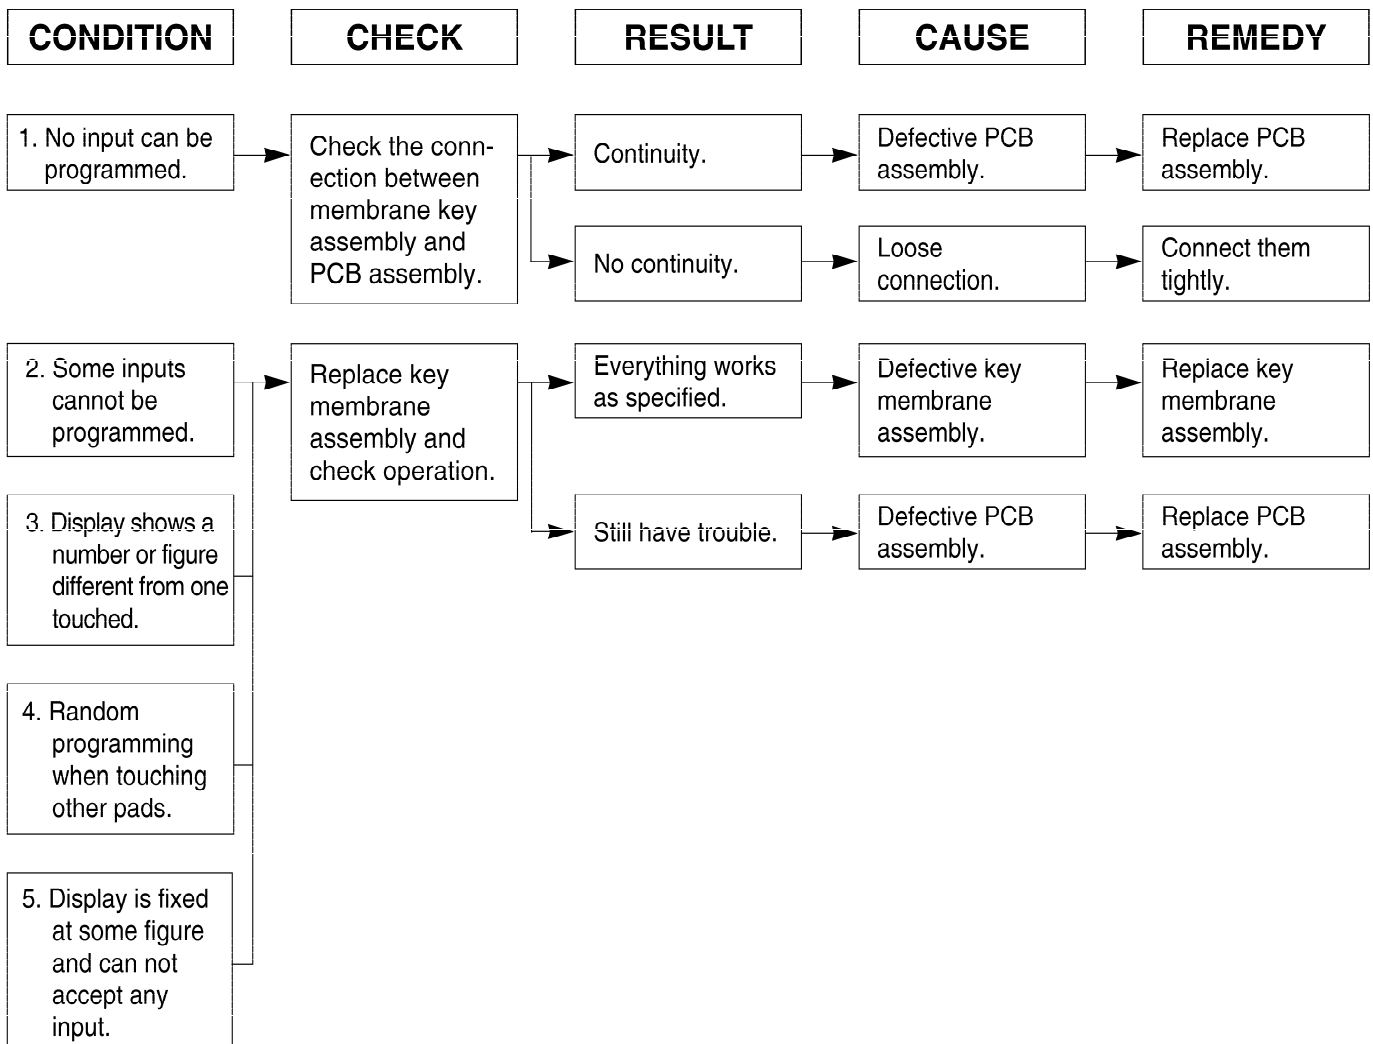 CONDITION
CHECK
RESULT
CAUSE
REMEDY
1. No input can be
programmed.
Check the conn-
ection between
membrane key
assembly and
PCB assembly.
Continuity.
Defective PCB
assembly.
Replace PCB
assembly.
No continuity.
Loose
connection.
Connect them
tightly.
2. Some inputs
cannot be
programmed.
Replace key
membrane
assembly and
check operation.
Everything works
as specified.
Defective key
membrane
assembly.
Replace key
membrane
assembly.
3. Display shows a
number or figure
different from one
touched.
Still have trouble.
Defective PCB
assembly.
Replace PCB
assembly.
4. Random
programming
when touching
other pads.
5. Display is fixed
at some figure
and can not
accept any
input.